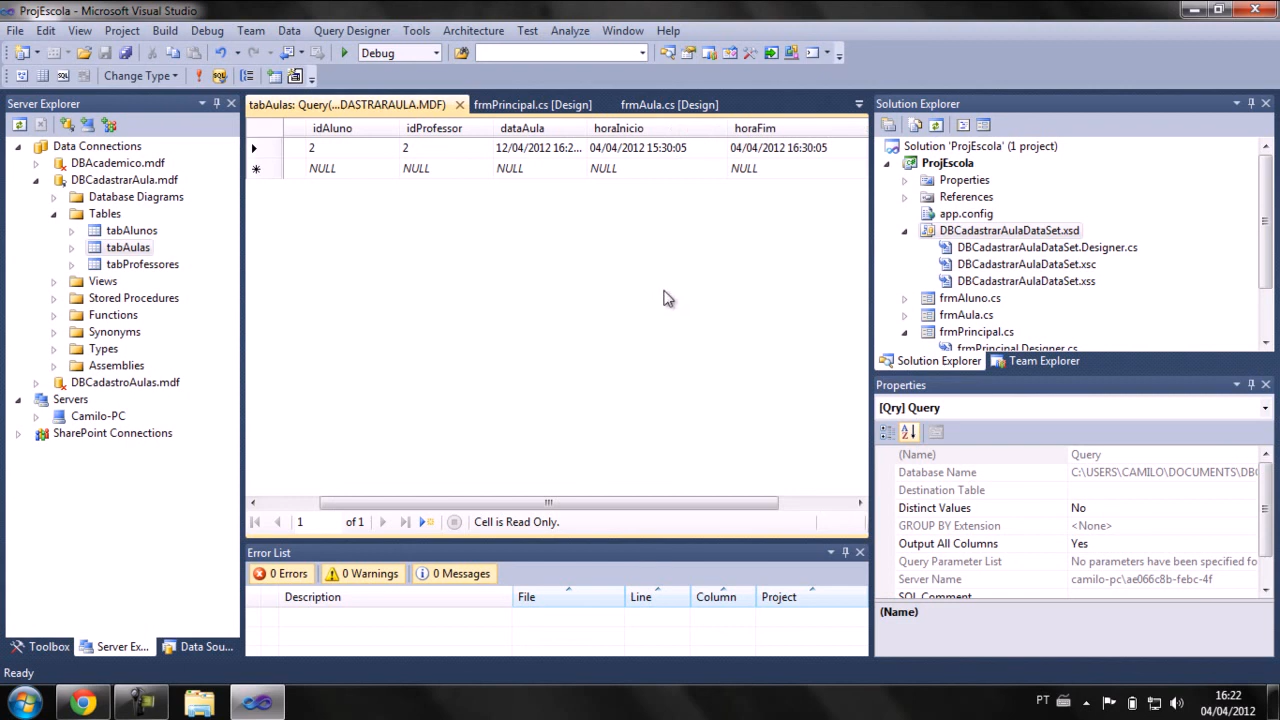 ProjEscola - Microsoft Visual Studio
File Edit View Project Build Debug Team Data Query Designer Tools Architecture Test Analyze Window Help
Debug
Change Type
Server Explorer
Data Connections
DBAcademico.mdf
DBCadastrarAula.mdf
Database Diagrams
Tables
tabAlunos
tabAulas
tabProfessores
Views
Stored Procedures
Functions
Synonyms
Types
Assemblies
DBCadastroAulas.mdf
Servers
Camilo-PC
SharePoint Connections
Toolbox Server Ex... Data Sou...
tabAulas: Query(...DASTRARAULA.MDF) frmPrincipal.cs [Design] frmAula.cs [Design]
idAluno idProfessor dataAula horaInicio horaFim
2 2 12/04/2012 16:2... 04/04/2012 15:30:05 04/04/2012 16:30:05
NULL NULL NULL NULL NULL
1 of 1 Cell is Read Only.
Error List
0 Errors 0 Warnings 0 Messages
Description File Line Column Project
Solution Explorer
Solution 'ProjEscola' (1 project)
ProjEscola
Properties
References
app.config
DBCadastrarAulaDataSet.xsd
DBCadastrarAulaDataSet.Designer.cs
DBCadastrarAulaDataSet.xsc
DBCadastrarAulaDataSet.xss
frmAluno.cs
frmAula.cs
frmPrincipal.cs
frmPrincipal.Designer.cs
Solution Explorer Team Explorer
Properties
[Qry] Query
(Name) Query
Database Name C:\USERS\CAMILO\DOCUMENTS\DBC
Destination Table
Distinct Values No
GROUP BY Extension <None>
Output All Columns Yes
Query Parameter List No parameters have been specified fo
Server Name camilo-pc\ae066c8b-febc-4f
SQL Comment
(Name)
Ready
PT 16:22
04/04/2012